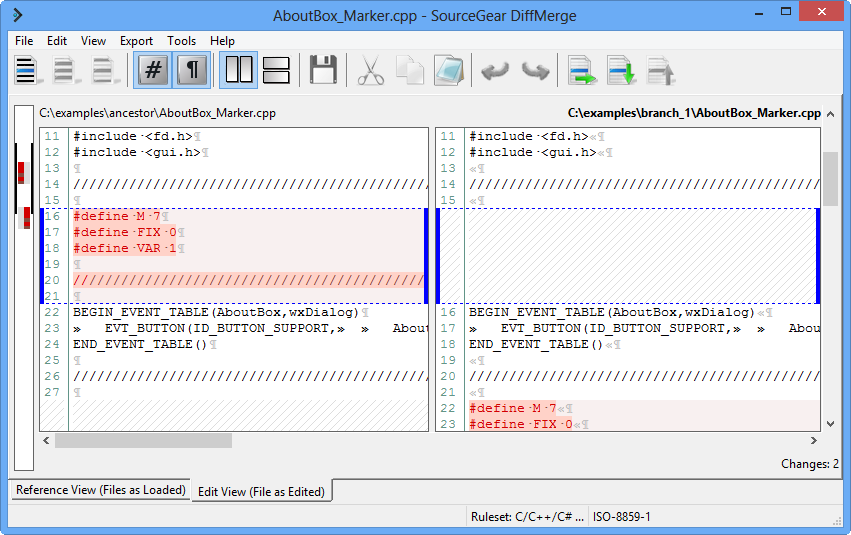 AboutBox_Marker.cpp - SourceGear DiffMerge
File Edit View Export Tools Help
# ¶
C:\examples\ancestor\AboutBox_Marker.cpp
C:\examples\branch_1\AboutBox_Marker.cpp
11 #include·<fd.h>¶
12 #include·<gui.h>¶
13 ¶
14 /////////////////////////////////////////////
15 ¶
16 #define·M·7¶
17 #define·FIX·0¶
18 #define·VAR·1¶
19 ¶
20 /////////////////////////////////////////////
21 ¶
22 BEGIN_EVENT_TABLE(AboutBox,wxDialog)¶
23 » EVT_BUTTON(ID_BUTTON_SUPPORT,» » Abou
24 END_EVENT_TABLE()¶
25 ¶
26 /////////////////////////////////////////////
27 ¶
11 #include·<fd.h>«¶
12 #include·<gui.h>«¶
13 «¶
14 /////////////////////////////////////////////
15 «¶
16 BEGIN_EVENT_TABLE(AboutBox,wxDialog)«¶
17 » EVT_BUTTON(ID_BUTTON_SUPPORT,» » Abou
18 END_EVENT_TABLE()«¶
19 «¶
20 /////////////////////////////////////////////
21 «¶
22 #define·M·7«¶
23 #define·FIX·0«¶
Changes: 2
Reference View (Files as Loaded) Edit View (File as Edited)
Ruleset: C/C++/C# ... ISO-8859-1